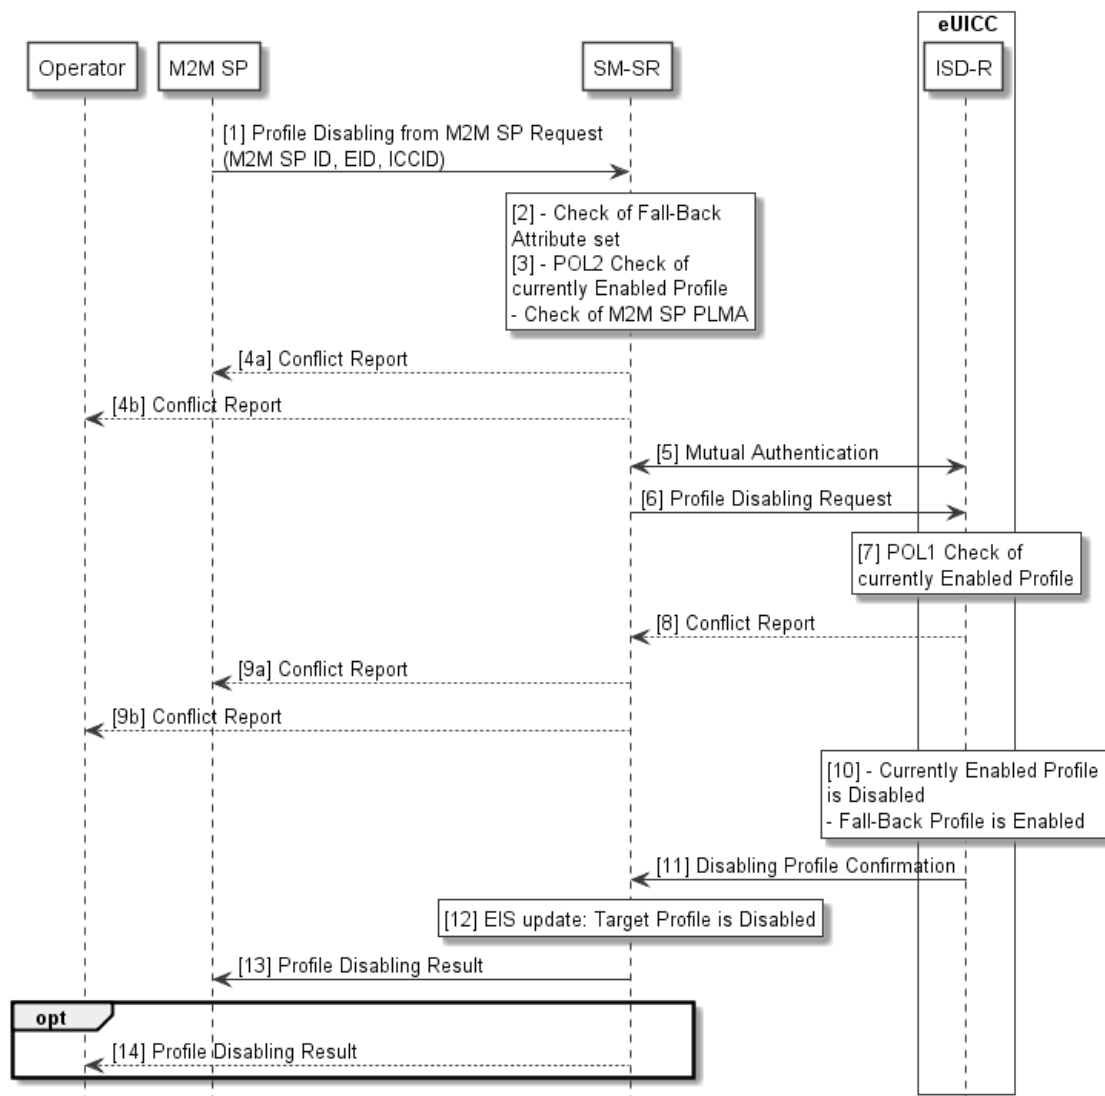 eUICC
Operator
M2M SP
SM-SR
ISD-R
[1] Profile Disabling from M2M SP Request
(M2M SP ID, EID, ICCID)
[2] - Check of Fall-Back
Attribute set
[3] - POL2 Check of
currently Enabled Profile
- Check of M2M SP PLMA
[4a] Conflict Report
[4b] Conflict Report
[5] Mutual Authentication
[6] Profile Disabling Request
[7] POL1 Check of
currently Enabled Profile
[8] Conflict Report
[9a] Conflict Report
[9b] Conflict Report
[10] - Currently Enabled Profile
is Disabled
- Fall-Back Profile is Enabled
[11] Disabling Profile Confirmation
[12] EIS update: Target Profile is Disabled
[13] Profile Disabling Result
opt
[14] Profile Disabling Result